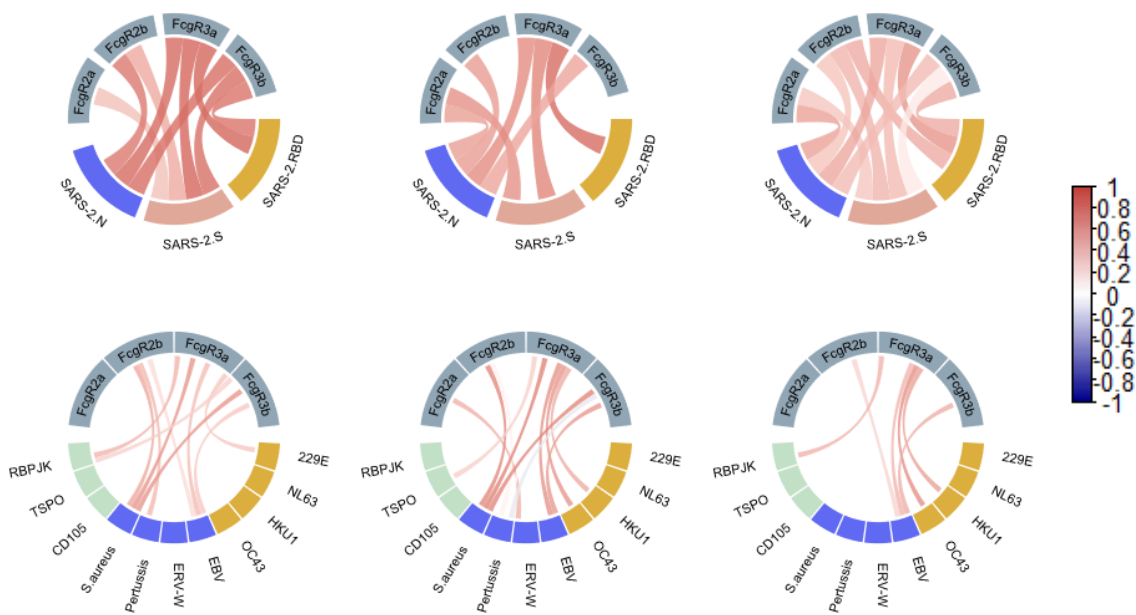 FcgR2a
FcgR2b
FcgR3a
FcgR3b
SARS-2.N
SARS-2.S
SARS-2.RBD
FcgR2a
FcgR2b
FcgR3a
FcgR3b
SARS-2.N
SARS-2.S
SARS-2.RBD
FcgR2a
FcgR2b
FcgR3a
FcgR3b
SARS-2.N
SARS-2.S
SARS-2.RBD
1
0.8
0.6
0.4
0.2
0
-0.2
-0.4
-0.6
-0.8
-1
FcgR2a
FcgR2b
FcgR3a
FcgR3b
RBPJK
TSPO
CD105
S.aureus
Pertussis
ERV-W
EBV
OC43
HKU1
NL63
229E
FcgR2a
FcgR2b
FcgR3a
FcgR3b
RBPJK
TSPO
CD105
S.aureus
Pertussis
ERV-W
EBV
OC43
HKU1
NL63
229E
FcgR2a
FcgR2b
FcgR3a
FcgR3b
RBPJK
TSPO
CD105
S.aureus
Pertussis
ERV-W
EBV
OC43
HKU1
NL63
229E